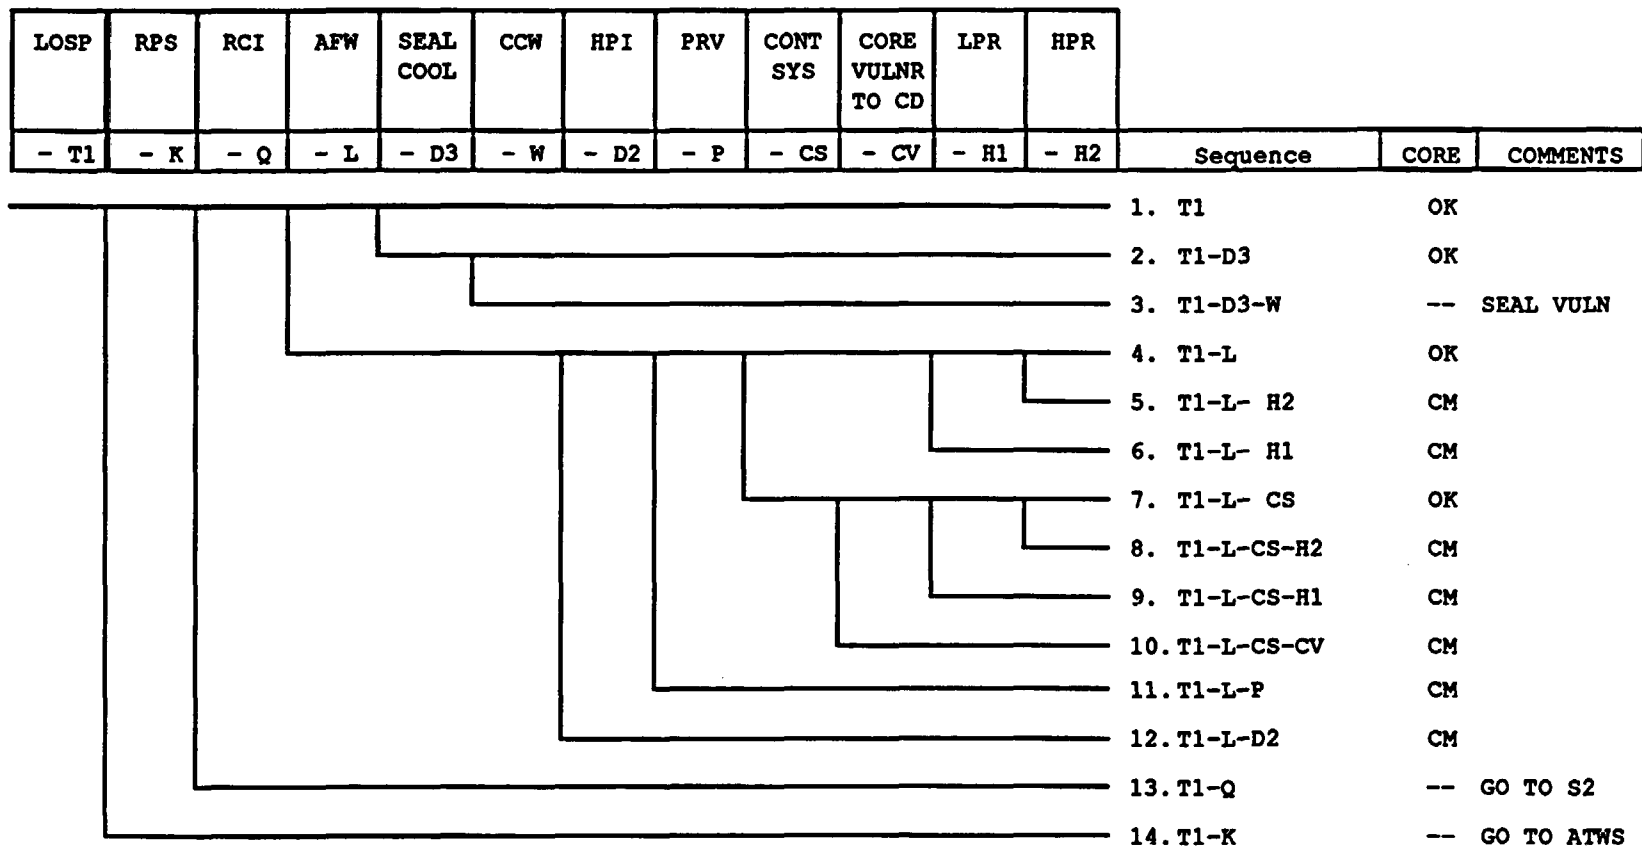 LOSP RPS RCI AFW SEAL COOL CCW HPI PRV CONT SYS CORE VULNR TO CD LPR HPR
- T1 - K - Q - L - D3 - W - D2 - P - CS - CV - H1 - H2 Sequence CORE COMMENTS
1. T1 OK
2. T1-D3 OK
3. T1-D3-W -- SEAL VULN
4. T1-L OK
5. T1-L- H2 CM
6. T1-L- H1 CM
7. T1-L- CS OK
8. T1-L-CS-H2 CM
9. T1-L-CS-H1 CM
10. T1-L-CS-CV CM
11. T1-L-P CM
12. T1-L-D2 CM
13. T1-Q -- GO TO S2
14. T1-K -- GO TO ATWS